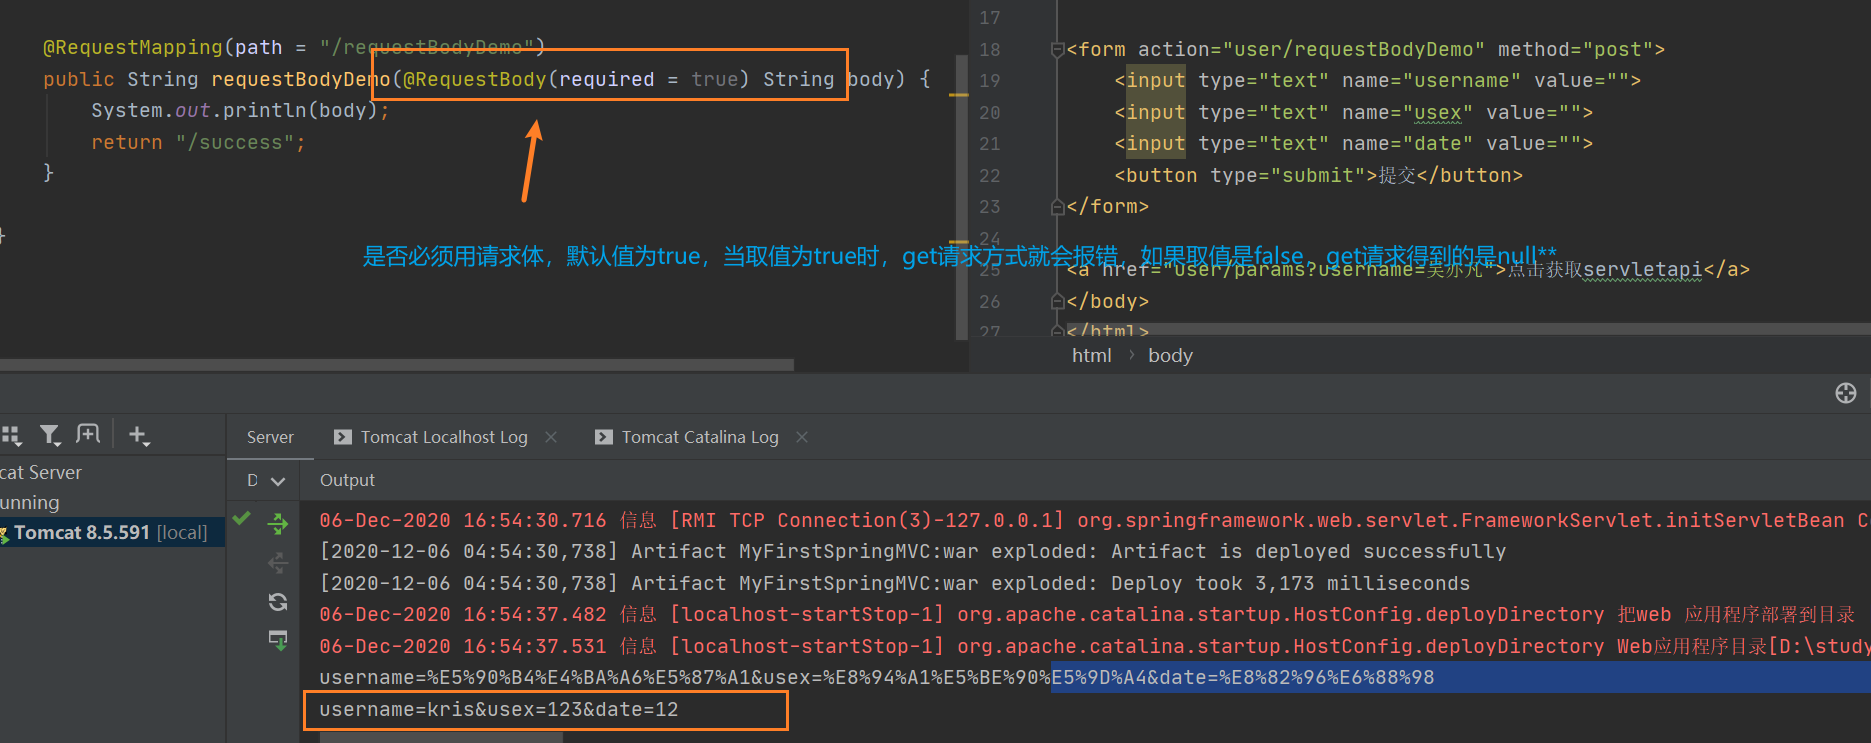 @RequestMapping(path = "/requestBodyDemo")
public String requestBodyDemo(@RequestBody(required = true) String body) {
System.out.println(body);
return "/success";
}
}
17
18 <form action="user/requestBodyDemo" method="post">
19 <input type="text" name="username" value="">
20 <input type="text" name="usex" value="">
21 <input type="text" name="date" value="">
22 <button type="submit">提交</button>
23 </form>
24
是否必须用请求体，默认值为true，当取值为true时，get请求方式就会报错，如果取值是false，get请求得到的是null**
25 <a href="user/params?username=吴亦凡">点击获取servletapi</a>
26 </body>
27 </html>
html › body
Server Tomcat Localhost Log × Tomcat Catalina Log ×
cat Server
D Output
unning
Tomcat 8.5.591 [local]
06-Dec-2020 16:54:30.716 信息 [RMI TCP Connection(3)-127.0.0.1] org.springframework.web.servlet.FrameworkServlet.initServletBean C
[2020-12-06 04:54:30,738] Artifact MyFirstSpringMVC:war exploded: Artifact is deployed successfully
[2020-12-06 04:54:30,738] Artifact MyFirstSpringMVC:war exploded: Deploy took 3,173 milliseconds
06-Dec-2020 16:54:37.482 信息 [localhost-startStop-1] org.apache.catalina.startup.HostConfig.deployDirectory 把web 应用程序部署到目录
06-Dec-2020 16:54:37.531 信息 [localhost-startStop-1] org.apache.catalina.startup.HostConfig.deployDirectory Web应用程序目录[D:\study
username=%E5%90%B4%E4%BA%A6%E5%87%A1&usex=%E8%94%A1%E5%BE%90%E5%9D%A4&date=%E8%82%96%E6%88%98
username=kris&usex=123&date=12